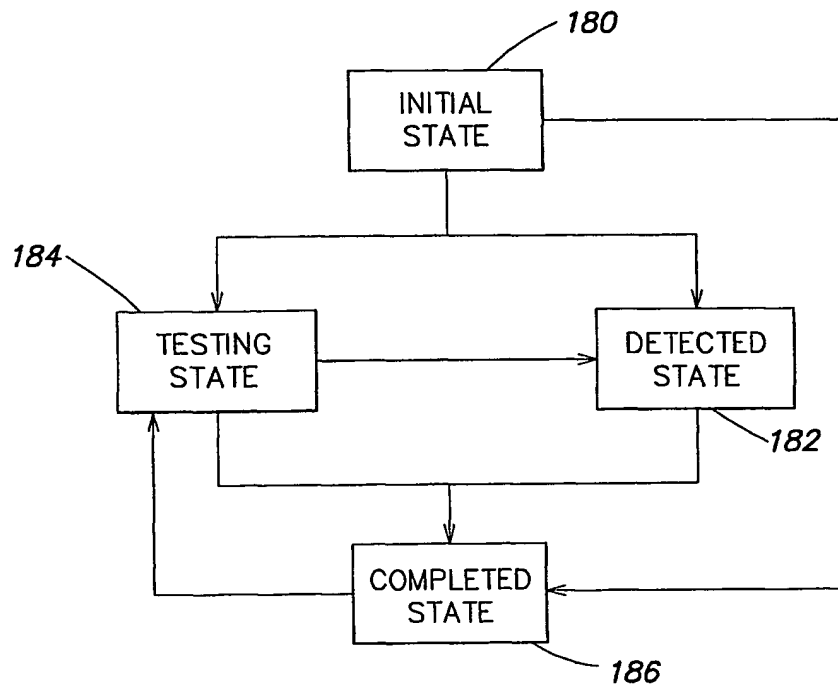 180
INITIAL
STATE
184
TESTING
STATE
DETECTED
STATE
182
COMPLETED
STATE
186